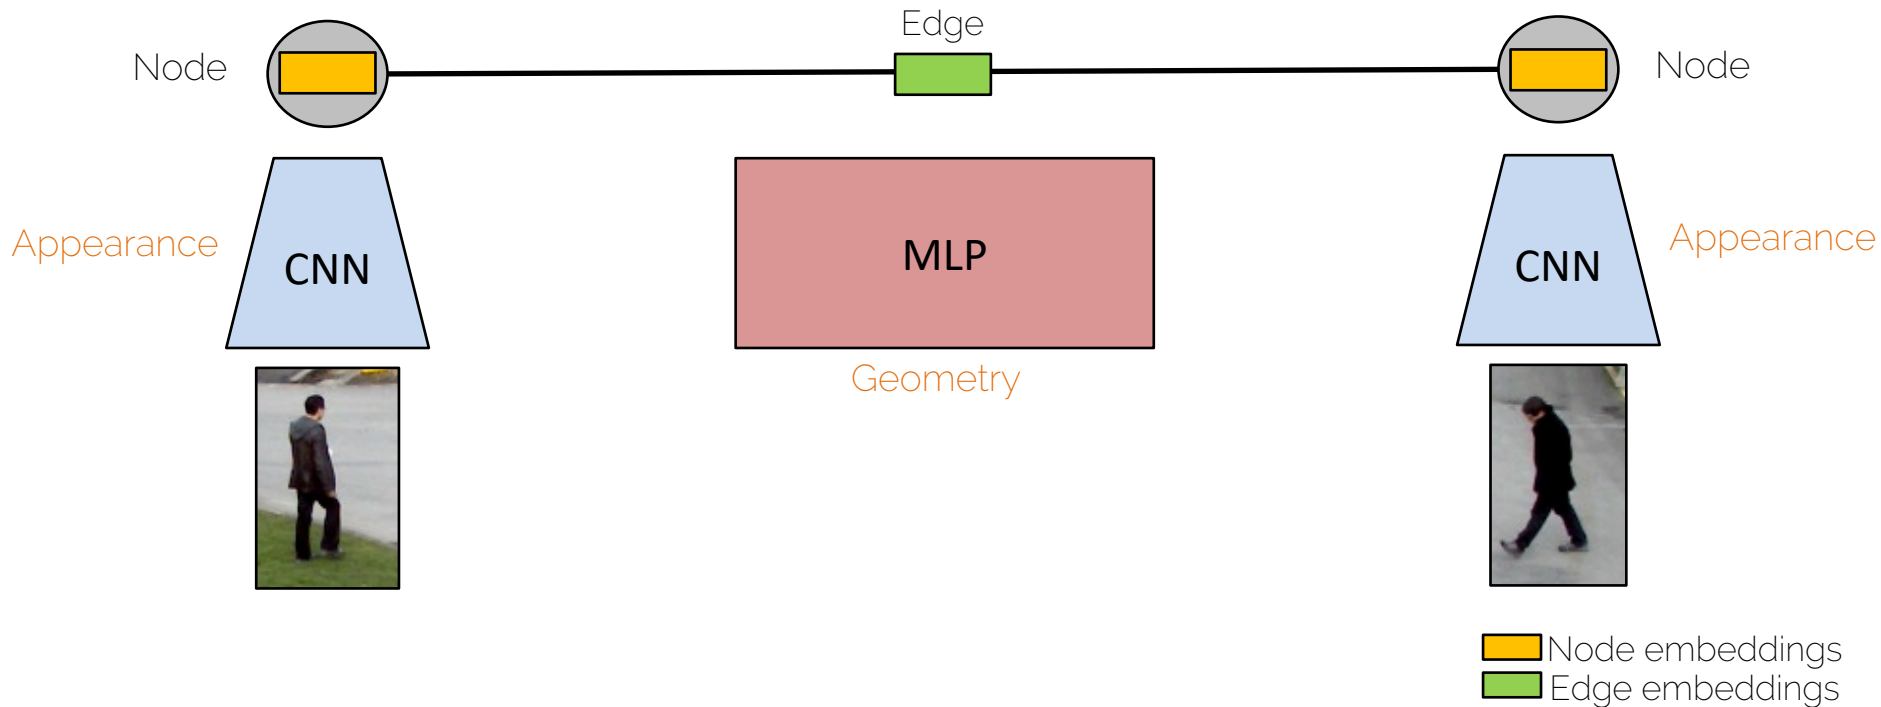 Edge
Node
Node
Appearance
CNN
MLP
CNN
Appearance
Geometry
Node embeddings
Edge embeddings